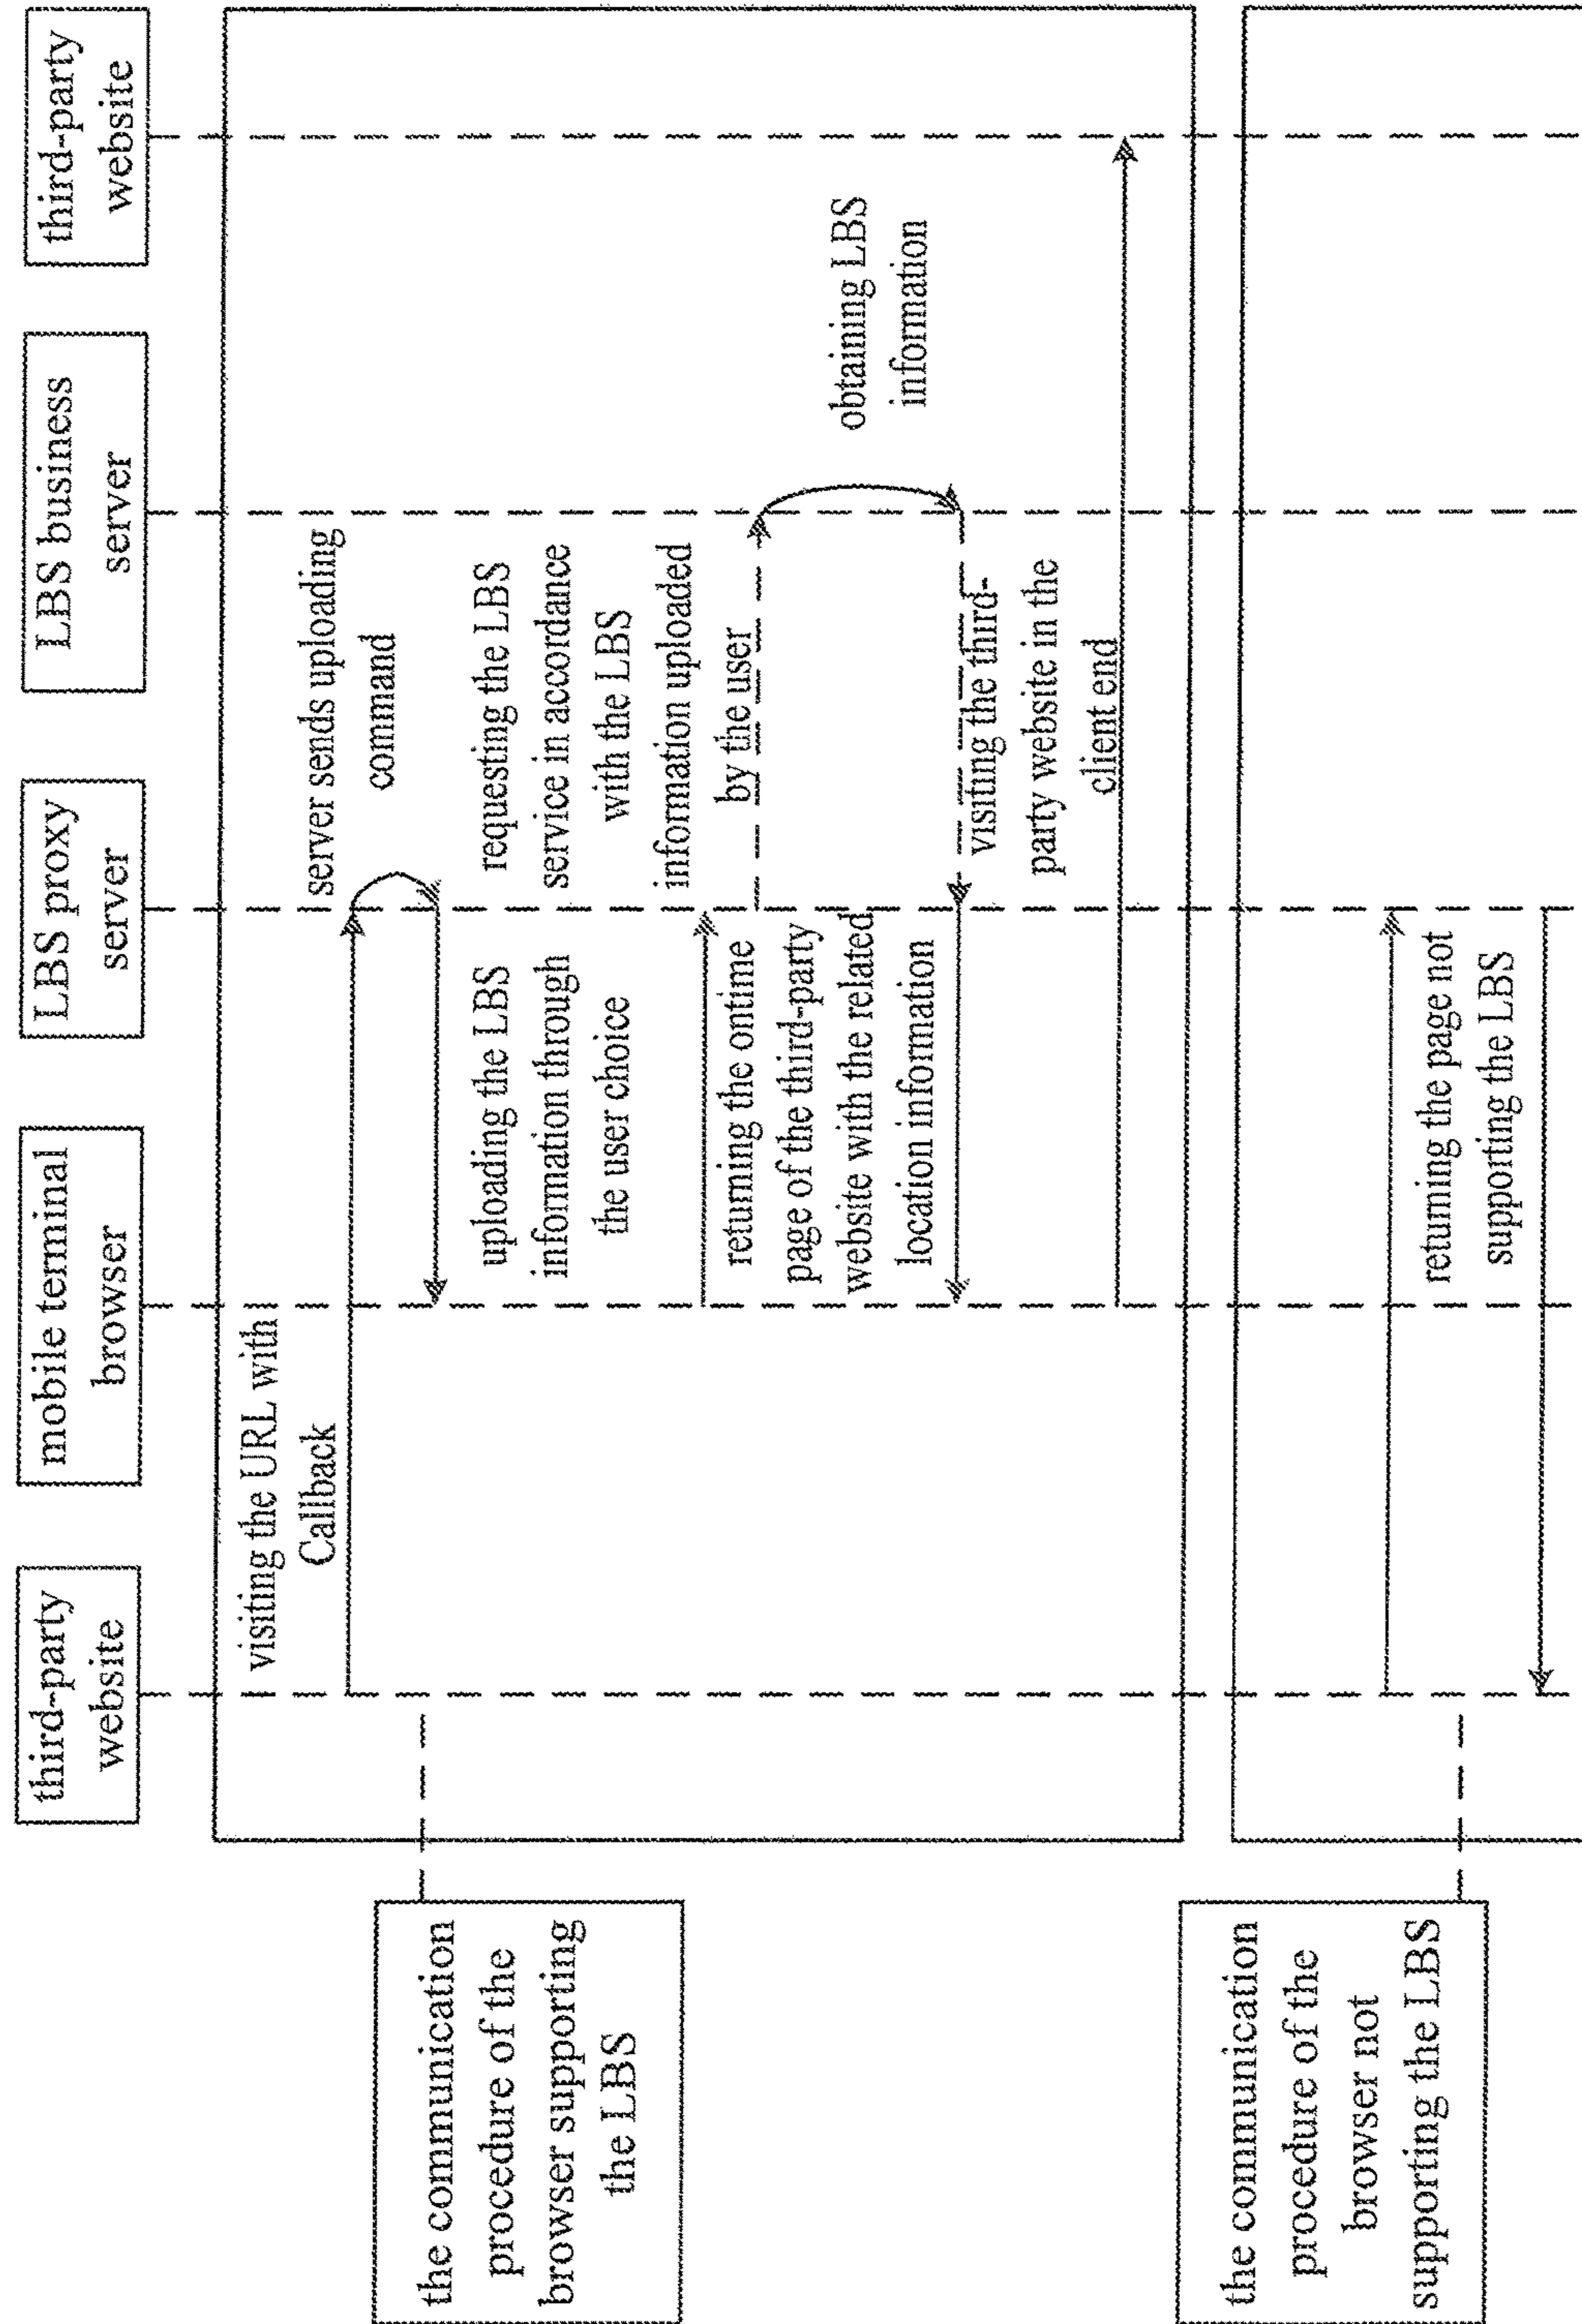 third-party
website
mobile terminal
browser
LBS proxy
server
LBS business
server
third-party
website
the communication
procedure of the
browser supporting
the LBS
visiting the URL with
Callback
server sends uploading
command
uploading the LBS
information through
the user choice
requesting the LBS
service in accordance
with the LBS
information uploaded
by the user
obtaining LBS
information
returning the ontime
page of the third-party
website with the related
location information
visiting the third-
party website in the
client end
the communication
procedure of the
browser not
supporting the LBS
returning the page not
supporting the LBS